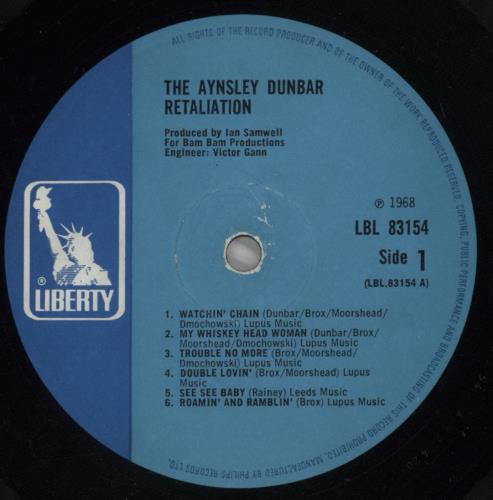 ALL RIGHTS OF THE RECORD PRODUCER AND OF THE OWNER OF THE WORK REPRODUCED RESERVED. COPYING, PUBLIC PERFORMANCE AND BROADCASTING OF THIS RECORD PROHIBITED. MANUFACTURED BY PHILIPS RECORDS LTD.
THE AYNSLEY DUNBAR
RETALIATION
Produced by Ian Samwell
For Bam Bam Productions
Engineer: Victor Gann
℗ 1968
LBL 83154
Side 1
(LBL.83154 A)
® LIBERTY
1. WATCHIN' CHAIN (Dunbar/Brox/Moorshead/
Dmochowski) Lupus Music
2. MY WHISKEY HEAD WOMAN (Dunbar/Brox/
Moorshead/Dmochowski) Lupus Music
3. TROUBLE NO MORE (Brox/Moorshead/
Dmochowski) Lupus Music
4. DOUBLE LOVIN' (Brox/Moorshead) Lupus
Music
5. SEE SEE BABY (Rainey) Leeds Music
6. ROAMIN' AND RAMBLIN' (Brox) Lupus Music